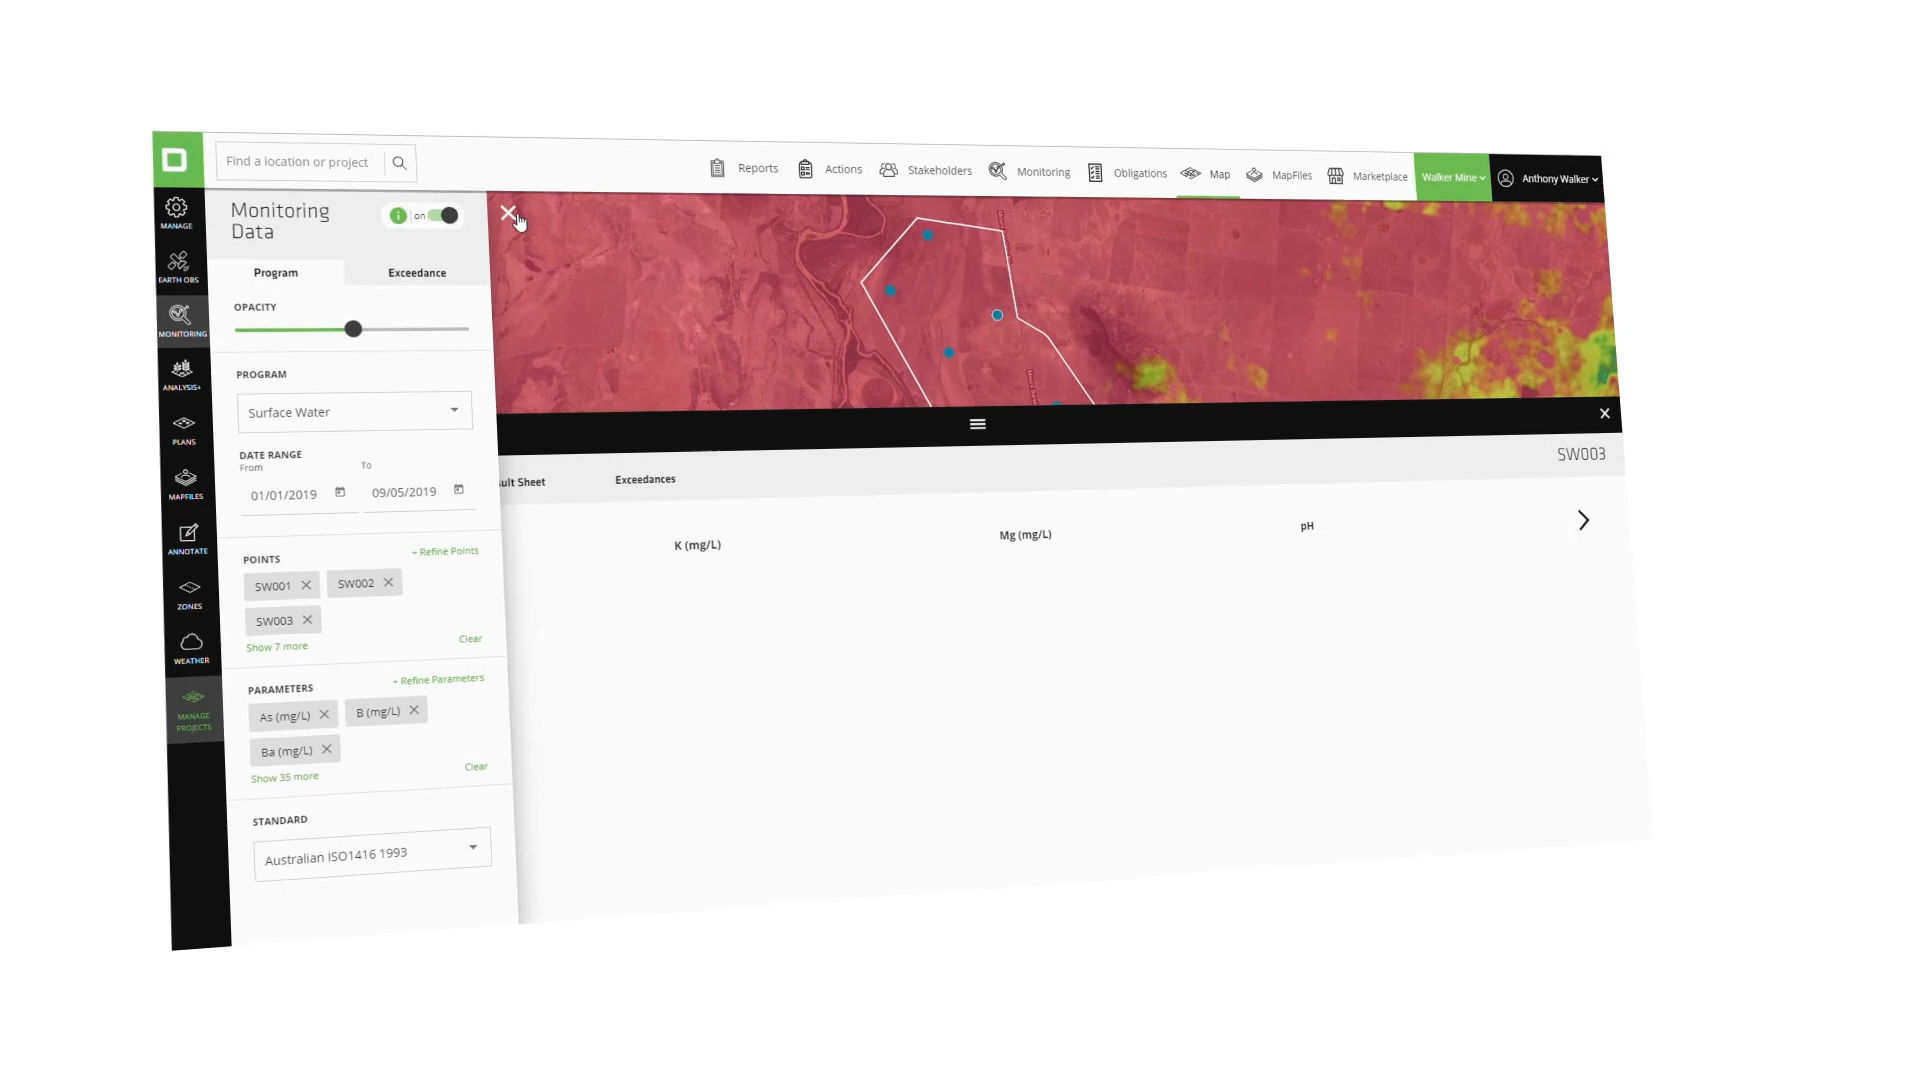 Find a location or project
Reports
Actions
Stakeholders
Monitoring
Obligations
Map
MapFiles
Marketplace
Walker Mine
Anthony Walker
MANAGE
EARTH OBS
MONITORING
ANALYSIS+
PLANS
MAPFILES
ANNOTATE
ZONES
WEATHER
MANAGE
PROJECTS
Monitoring
Data
on
Program
Exceedance
OPACITY
PROGRAM
Surface Water
DATE RANGE
From
To
01/01/2019
09/05/2019
POINTS
+ Refine Points
SW001
SW002
SW003
Show 7 more
Clear
PARAMETERS
+ Refine Parameters
As (mg/L)
B (mg/L)
Ba (mg/L)
Show 35 more
Clear
STANDARD
Australian ISO1416 1993
SW003
ult Sheet
Exceedances
K (mg/L)
Mg (mg/L)
pH